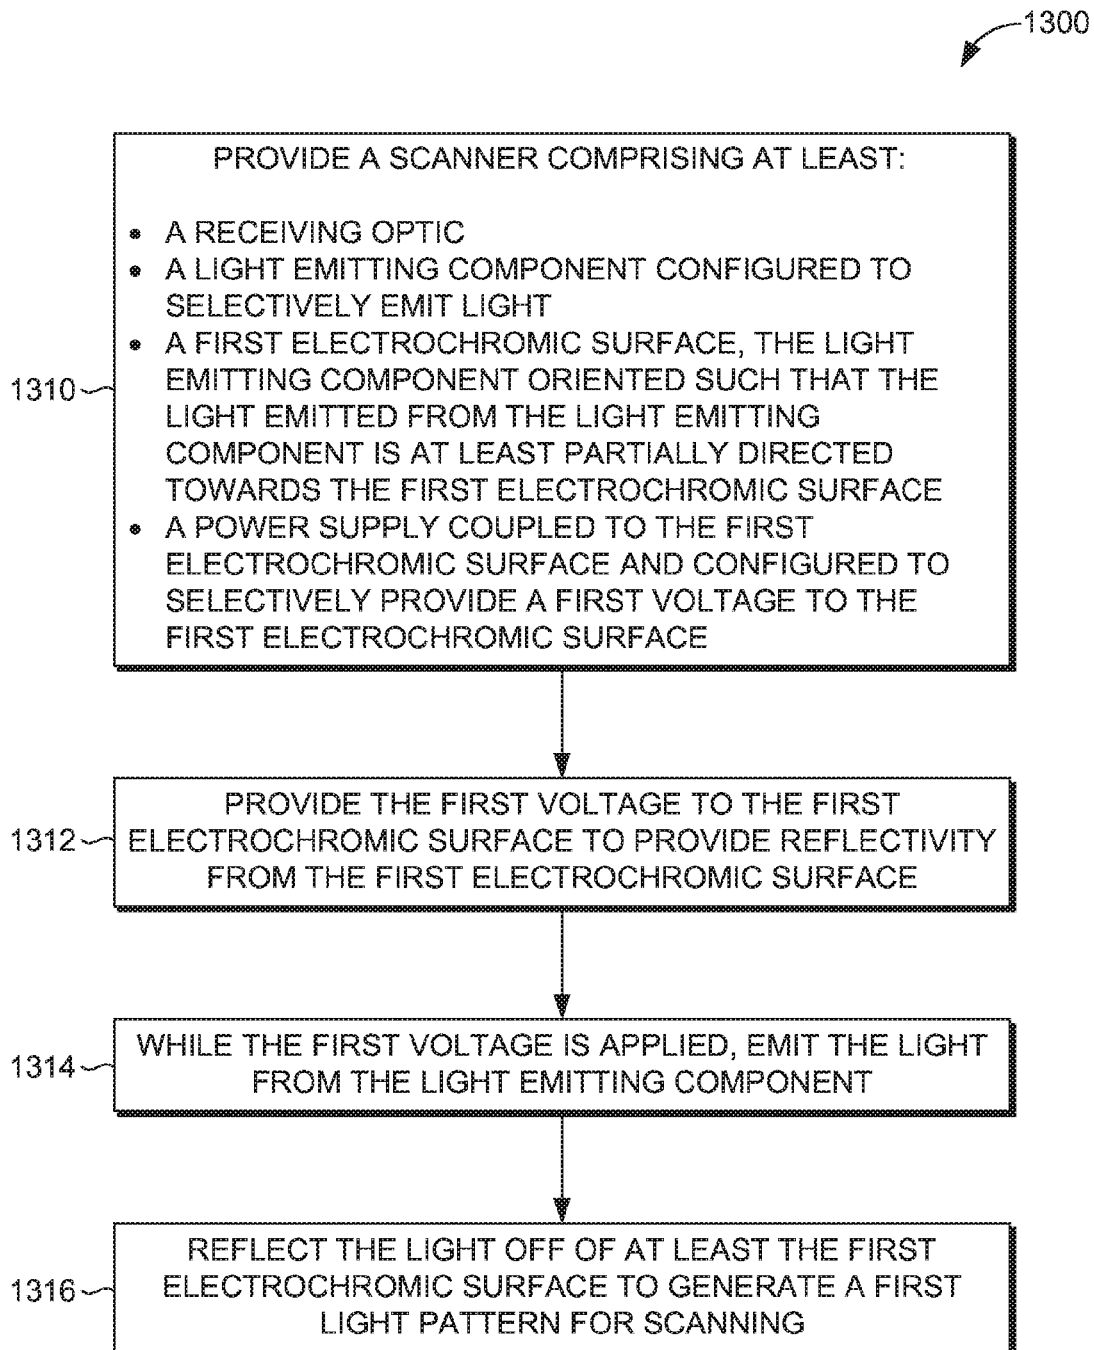 1300
PROVIDE A SCANNER COMPRISING AT LEAST:
• A RECEIVING OPTIC
• A LIGHT EMITTING COMPONENT CONFIGURED TO
SELECTIVELY EMIT LIGHT
• A FIRST ELECTROCHROMIC SURFACE, THE LIGHT
EMITTING COMPONENT ORIENTED SUCH THAT THE
LIGHT EMITTED FROM THE LIGHT EMITTING
COMPONENT IS AT LEAST PARTIALLY DIRECTED
TOWARDS THE FIRST ELECTROCHROMIC SURFACE
• A POWER SUPPLY COUPLED TO THE FIRST
ELECTROCHROMIC SURFACE AND CONFIGURED TO
SELECTIVELY PROVIDE A FIRST VOLTAGE TO THE
FIRST ELECTROCHROMIC SURFACE
1310
PROVIDE THE FIRST VOLTAGE TO THE FIRST
ELECTROCHROMIC SURFACE TO PROVIDE REFLECTIVITY
FROM THE FIRST ELECTROCHROMIC SURFACE
1312
WHILE THE FIRST VOLTAGE IS APPLIED, EMIT THE LIGHT
FROM THE LIGHT EMITTING COMPONENT
1314
REFLECT THE LIGHT OFF OF AT LEAST THE FIRST
ELECTROCHROMIC SURFACE TO GENERATE A FIRST
LIGHT PATTERN FOR SCANNING
1316